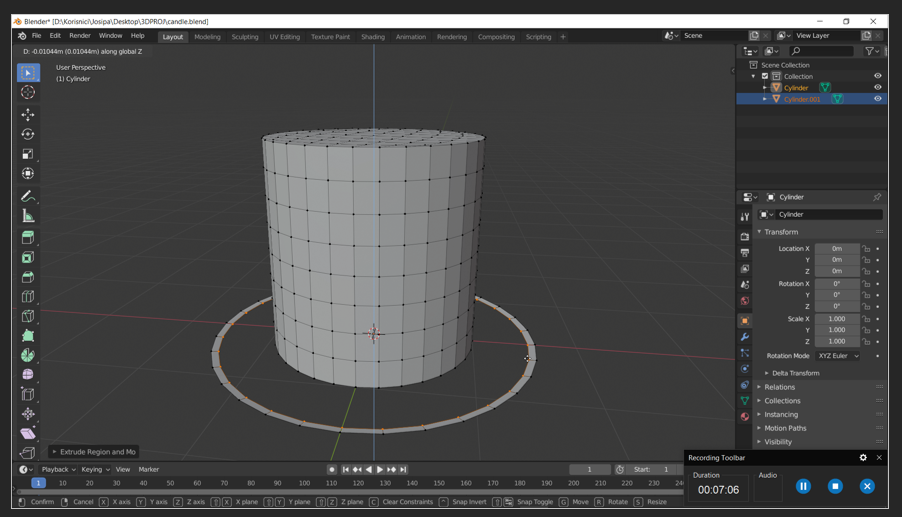 Blender* [D:\Korisnici\Josipa\Desktop\3DPROJ\candle.blend]
File Edit Render Window Help Layout Modeling Sculpting UV Editing Texture Paint Shading Animation Rendering Compositing Scripting + Scene View Layer
D: -0.01044m (0.01044m) along global Z
User Perspective
(1) Cylinder
Scene Collection
Collection
Cylinder
Cylinder.001
Cylinder
Cylinder
Transform
Location X 0m
Y 0m
Z 0m
Rotation X 0°
Y 0°
Z 0°
Scale X 1.000
Y 1.000
Z 1.000
Rotation Mode XYZ Euler
Delta Transform
Relations
Collections
Instancing
Motion Paths
Visibility
Extrude Region and Mo
Recording Toolbar
Duration
00:07:06
Audio
Playback Keying View Marker 1 Start: 1
1 10 20 30 40 50 60 70 80 90 100 110 120 130 140 150 160 170 180 190 200 210 220 230
Confirm Cancel X X axis Y Y axis Z Z axis X X plane Y Y plane Z Z plane C Clear Constraints Snap Invert Snap Toggle G Move R Rotate S Resize